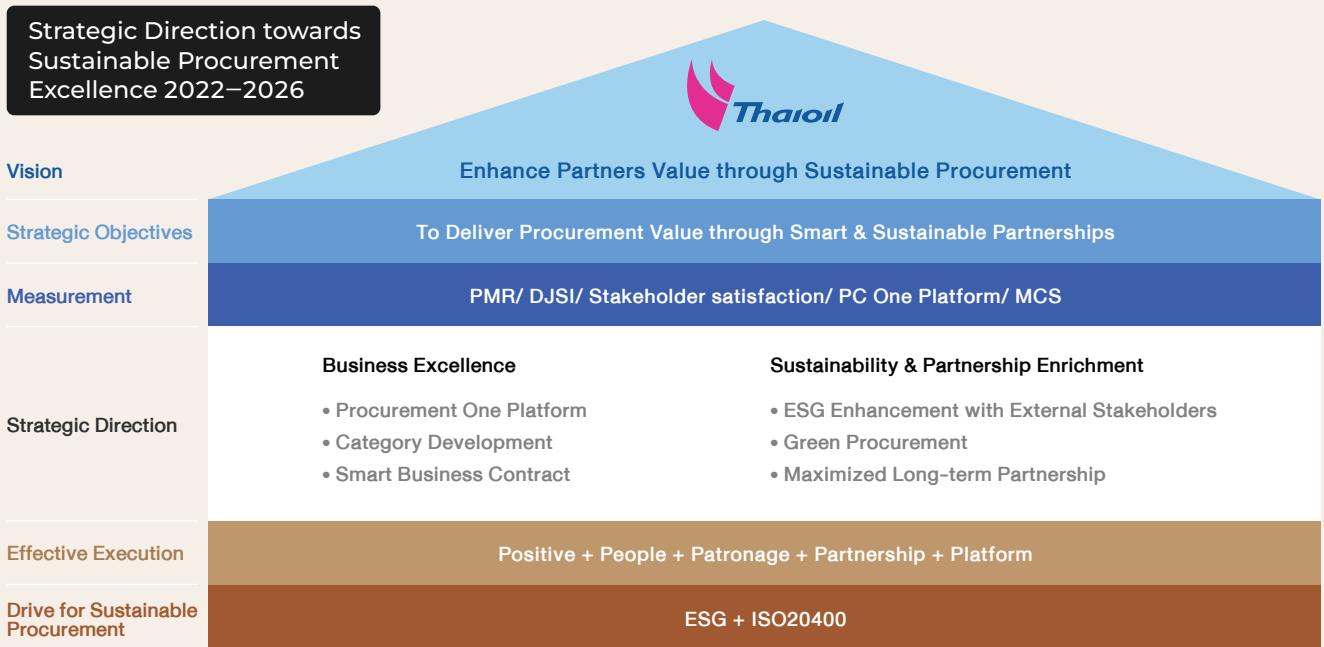 Strategic Direction towards
Sustainable Procurement
Excellence 2022–2026
Thaioil
Vision
Enhance Partners Value through Sustainable Procurement
Strategic Objectives
To Deliver Procurement Value through Smart & Sustainable Partnerships
Measurement
PMR/ DJSI/ Stakeholder satisfaction/ PC One Platform/ MCS
Strategic Direction
Business Excellence
• Procurement One Platform
• Category Development
• Smart Business Contract
Sustainability & Partnership Enrichment
• ESG Enhancement with External Stakeholders
• Green Procurement
• Maximized Long-term Partnership
Effective Execution
Positive + People + Patronage + Partnership + Platform
Drive for Sustainable
Procurement
ESG + ISO20400